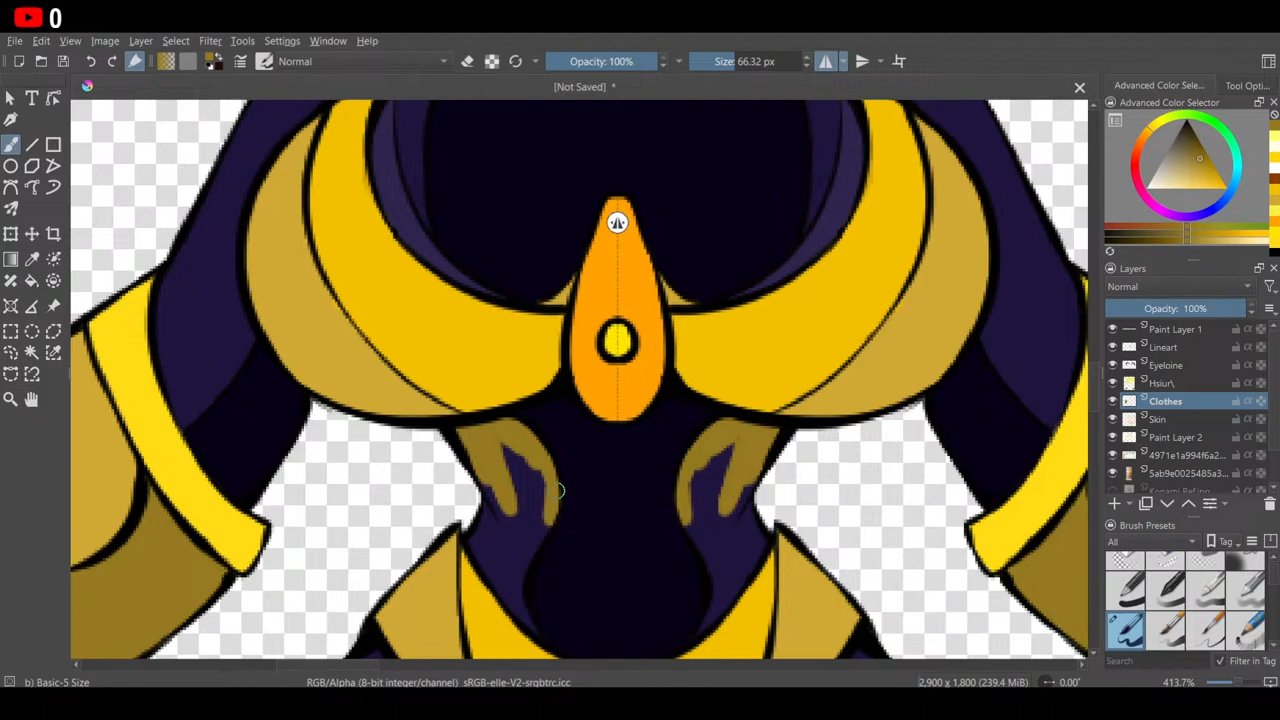 0
File Edit View Image Layer Select Filter Tools Settings Window Help
Normal Opacity: 100% Size: 66.32 px
[Not Saved] *
Advanced Color Sele... Tool Opti...
Advanced Color Selector
Layers
Normal
Opacity: 100%
Paint Layer 1
Lineart
Eyeloine
Hsiur\
Clothes
Skin
Paint Layer 2
4971e1a994f6a2...
5ab9e0025485a3...
Brush Presets
All Tag
Search Filter in Tag
b) Basic-5 Size RGB/Alpha (8-bit integer/channel) sRGB-elle-V2-srgbtrc.icc 2,900 x 1,800 (239.4 MiB) 0.00° 413.7%